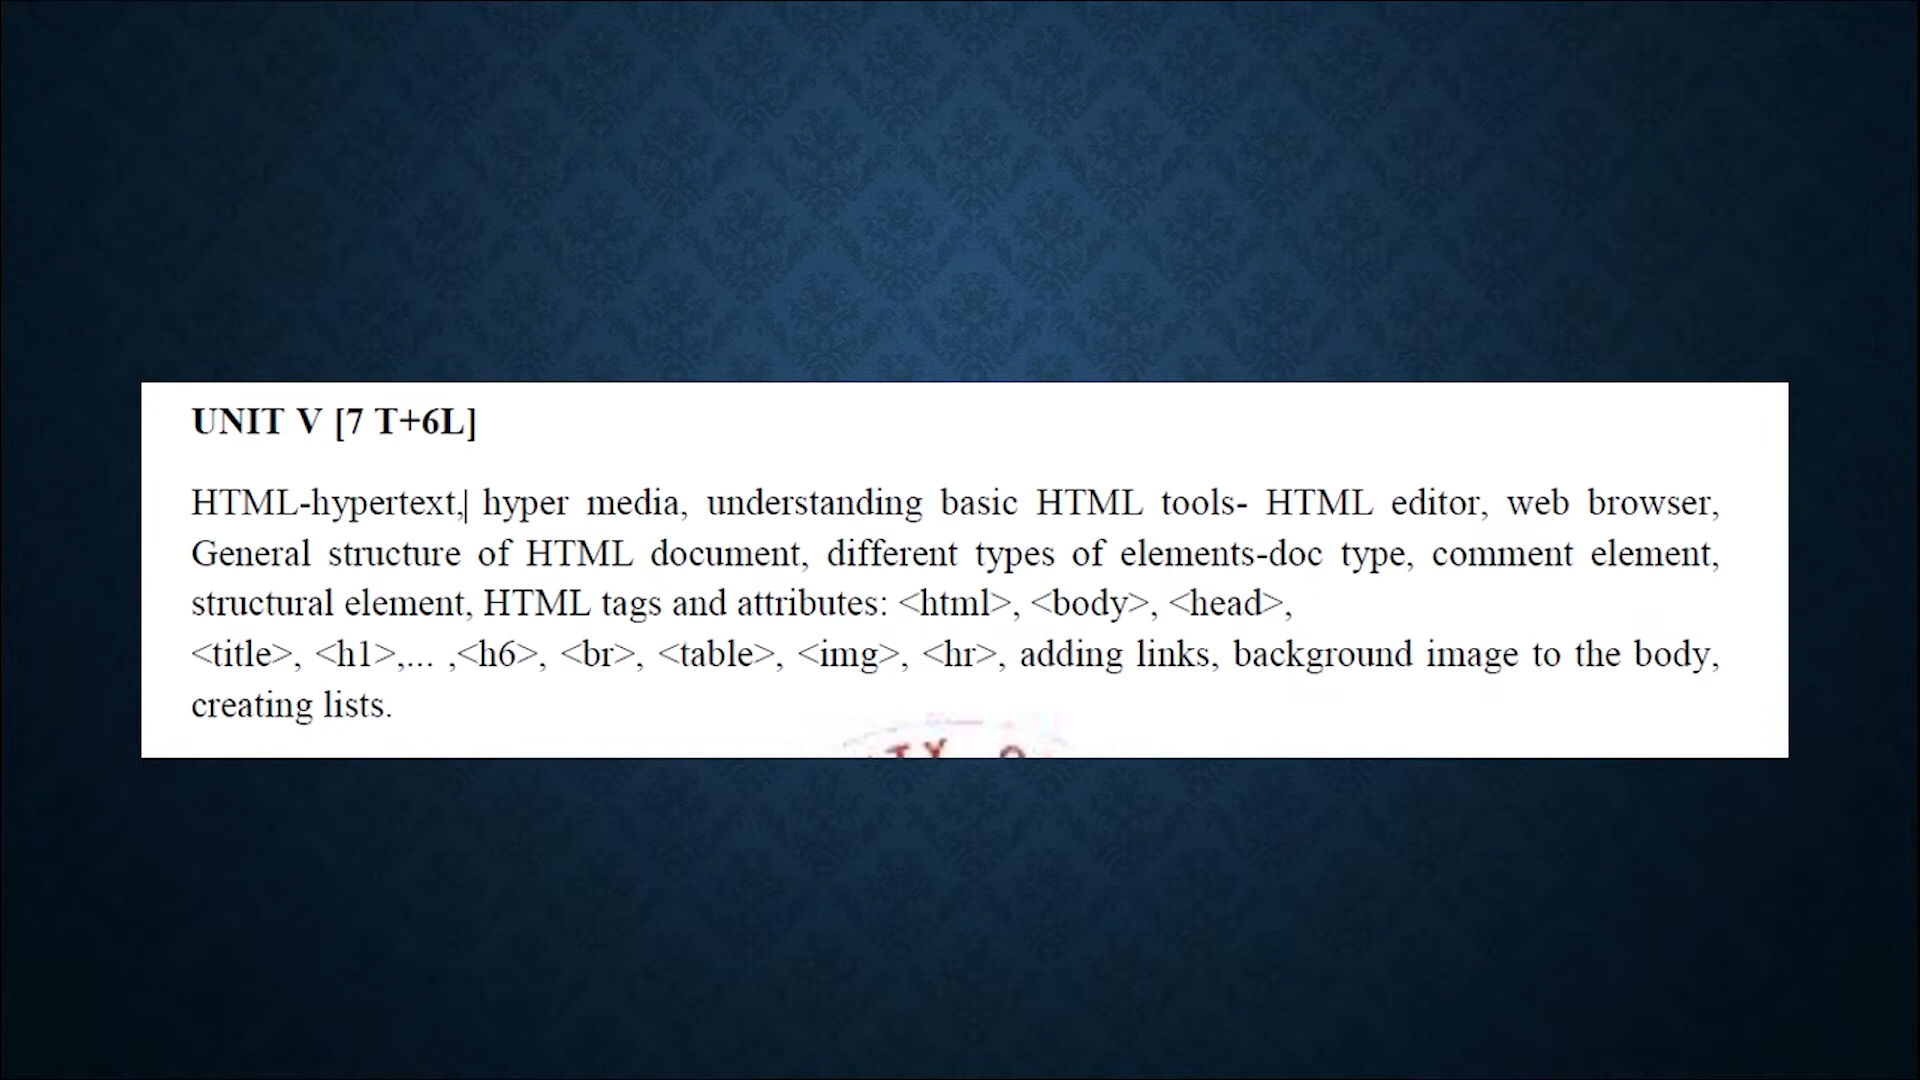 UNIT V [7 T+6L]
HTML-hypertext,| hyper media, understanding basic HTML tools- HTML editor, web browser,
General structure of HTML document, different types of elements-doc type, comment element,
structural element, HTML tags and attributes: <html>, <body>, <head>,
<title>, <h1>,... ,<h6>, <br>, <table>, <img>, <hr>, adding links, background image to the body,
creating lists.